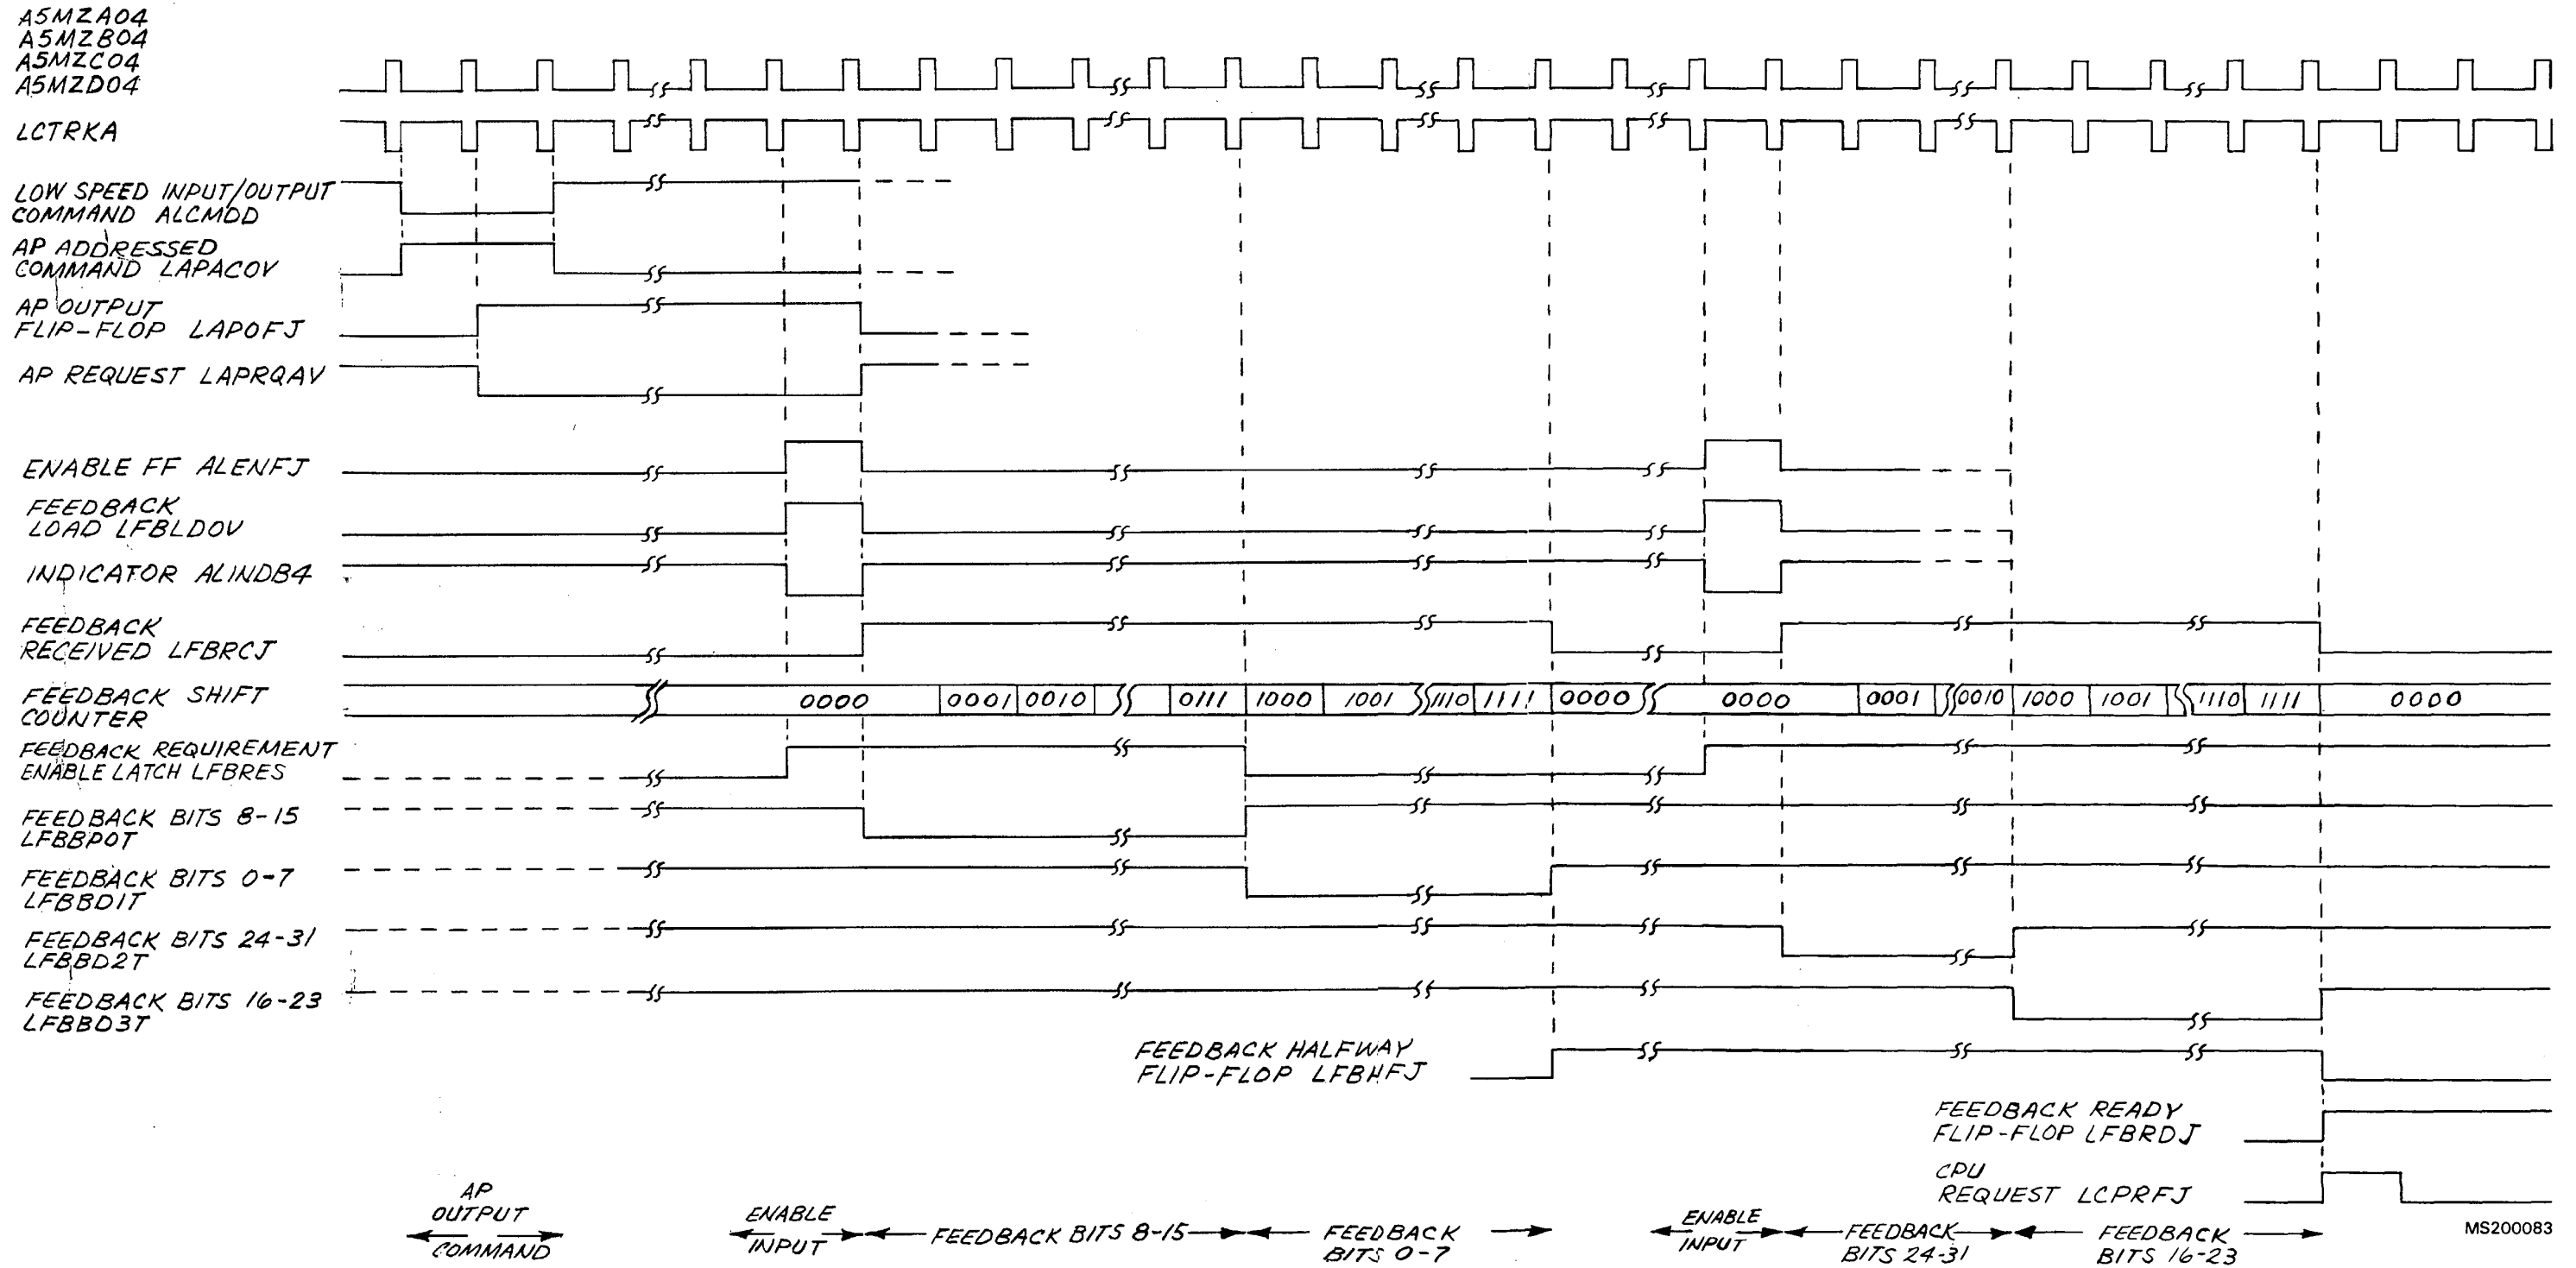 A5MZA04
A5MZB04
A5MZC04
A5MZD04
LCTRKA
LOW SPEED INPUT/OUTPUT
COMMAND ALCMDD
AP ADDRESSED
COMMAND LAPACOV
AP OUTPUT
FLIP-FLOP LAPOFJ
AP REQUEST LAPRQAV
ENABLE FF ALENFJ
FEEDBACK
LOAD LFBLDOV
INDICATOR ALINDB4
FEEDBACK
RECEIVED LFBRCJ
FEEDBACK SHIFT
COUNTER
0000 0001 0010 0111 1000 1001 1110 1111 0000 0000 0001 0010 1000 1001 1110 1111 0000
FEEDBACK REQUIREMENT
ENABLE LATCH LFBRES
FEEDBACK BITS 8-15
LFBBP0T
FEEDBACK BITS 0-7
LFBBD1T
FEEDBACK BITS 24-31
LFBBD2T
FEEDBACK BITS 16-23
LFBBD3T
FEEDBACK HALFWAY
FLIP-FLOP LFBHFJ
FEEDBACK READY
FLIP-FLOP LFBRDJ
CPU
REQUEST LCPRFJ
AP
OUTPUT
COMMAND
ENABLE
INPUT
FEEDBACK BITS 8-15
FEEDBACK
BITS 0-7
ENABLE
INPUT
FEEDBACK
BITS 24-31
FEEDBACK
BITS 16-23
MS200083